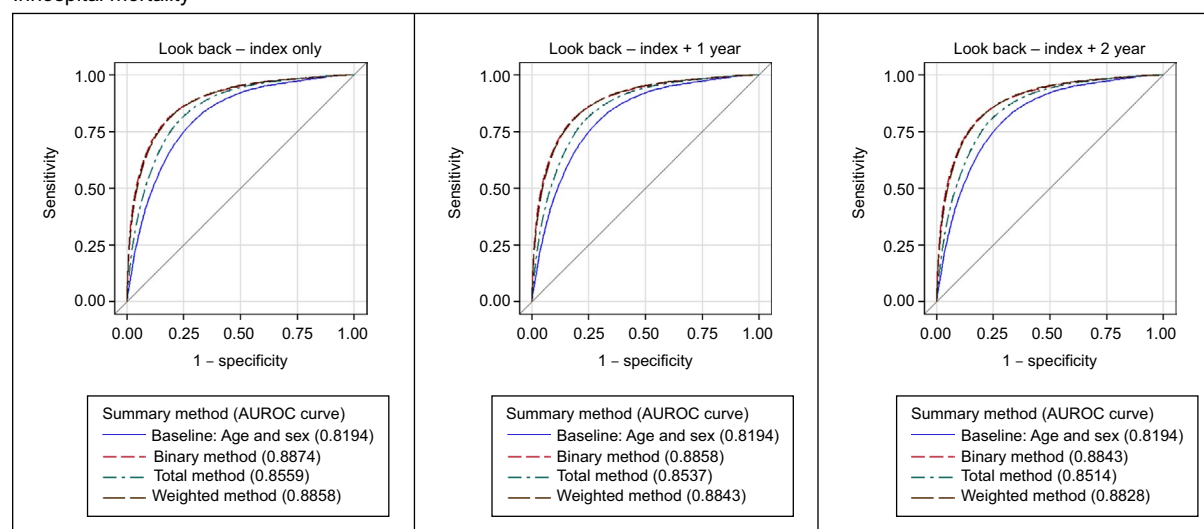 Inhospital mortality
Look back – index only
1.00
0.75
0.50
0.25
0.00
Sensitivity
0.00 0.25 0.50 0.75 1.00
1 – specificity
Summary method (AUROC curve)
Baseline: Age and sex (0.8194)
Binary method (0.8874)
Total method (0.8559)
Weighted method (0.8858)
Look back – index + 1 year
1.00
0.75
0.50
0.25
0.00
Sensitivity
0.00 0.25 0.50 0.75 1.00
1 – specificity
Summary method (AUROC curve)
Baseline: Age and sex (0.8194)
Binary method (0.8858)
Total method (0.8537)
Weighted method (0.8843)
Look back – index + 2 year
1.00
0.75
0.50
0.25
0.00
Sensitivity
0.00 0.25 0.50 0.75 1.00
1 – specificity
Summary method (AUROC curve)
Baseline: Age and sex (0.8194)
Binary method (0.8843)
Total method (0.8514)
Weighted method (0.8828)